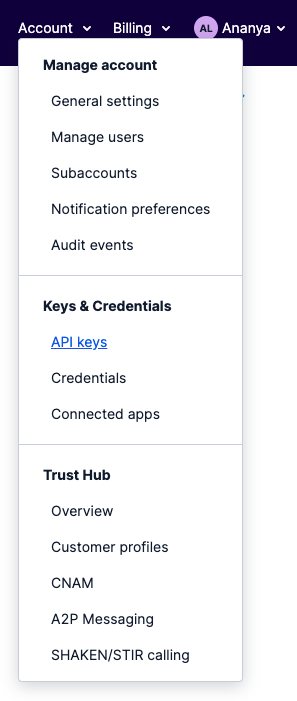 Account Billing AL Ananya
Manage account
General settings
Manage users
Subaccounts
Notification preferences
Audit events
Keys & Credentials
API keys
Credentials
Connected apps
Trust Hub
Overview
Customer profiles
CNAM
A2P Messaging
SHAKEN/STIR calling